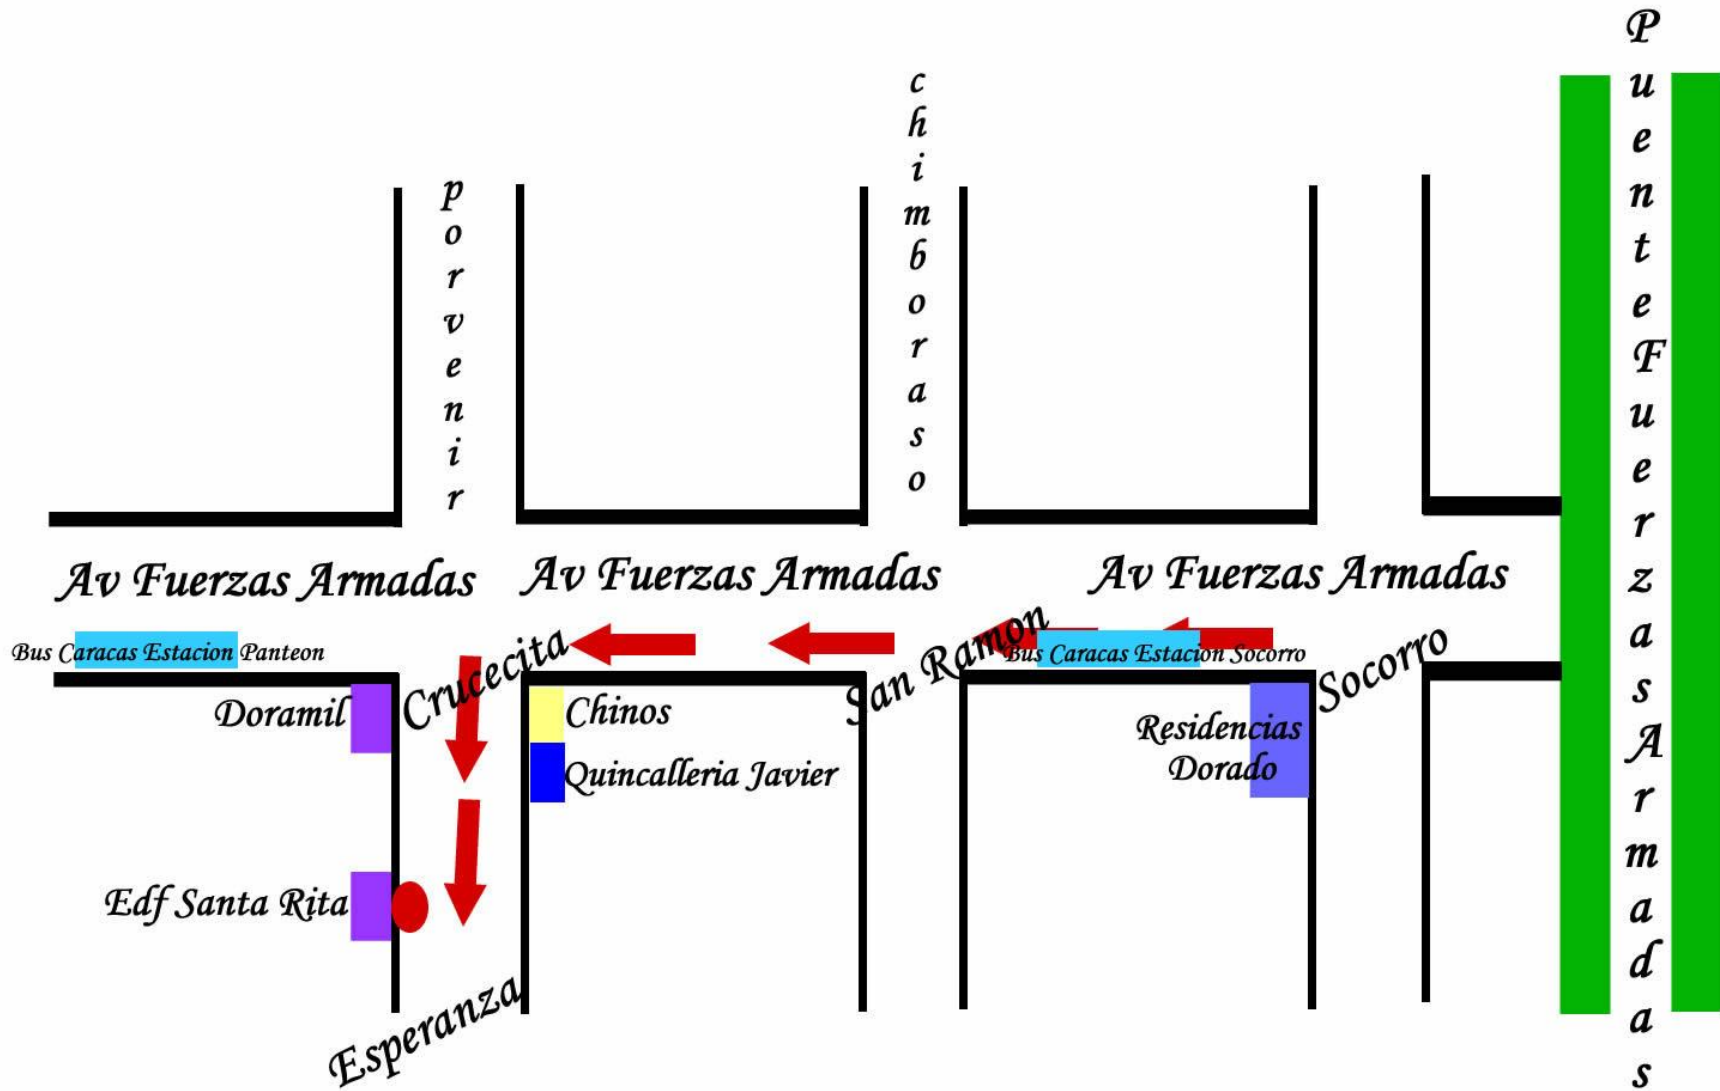 porvenir
chimboraso
Puente Fuerzas Armadas
Av Fuerzas Armadas
Av Fuerzas Armadas
Av Fuerzas Armadas
Bus Caracas Estacion Panteon
Crucecita
San Ramon
Bus Caracas Estacion Socorro
Socorro
Doramil
Chinos
Quincalleria Javier
Residencias
Dorado
Edf Santa Rita
Esperanza